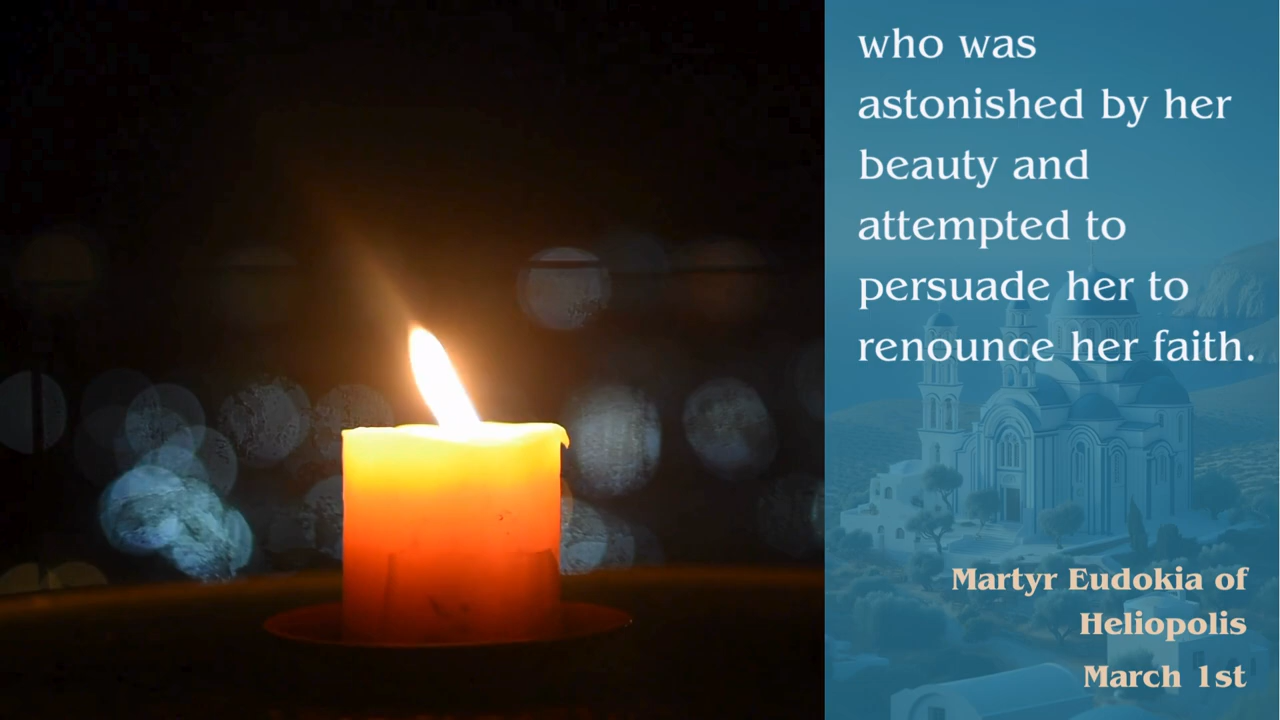 who was
astonished by her
beauty and
attempted to
persuade her to
renounce her faith.
Martyr Eudokia of
Heliopolis
March 1st